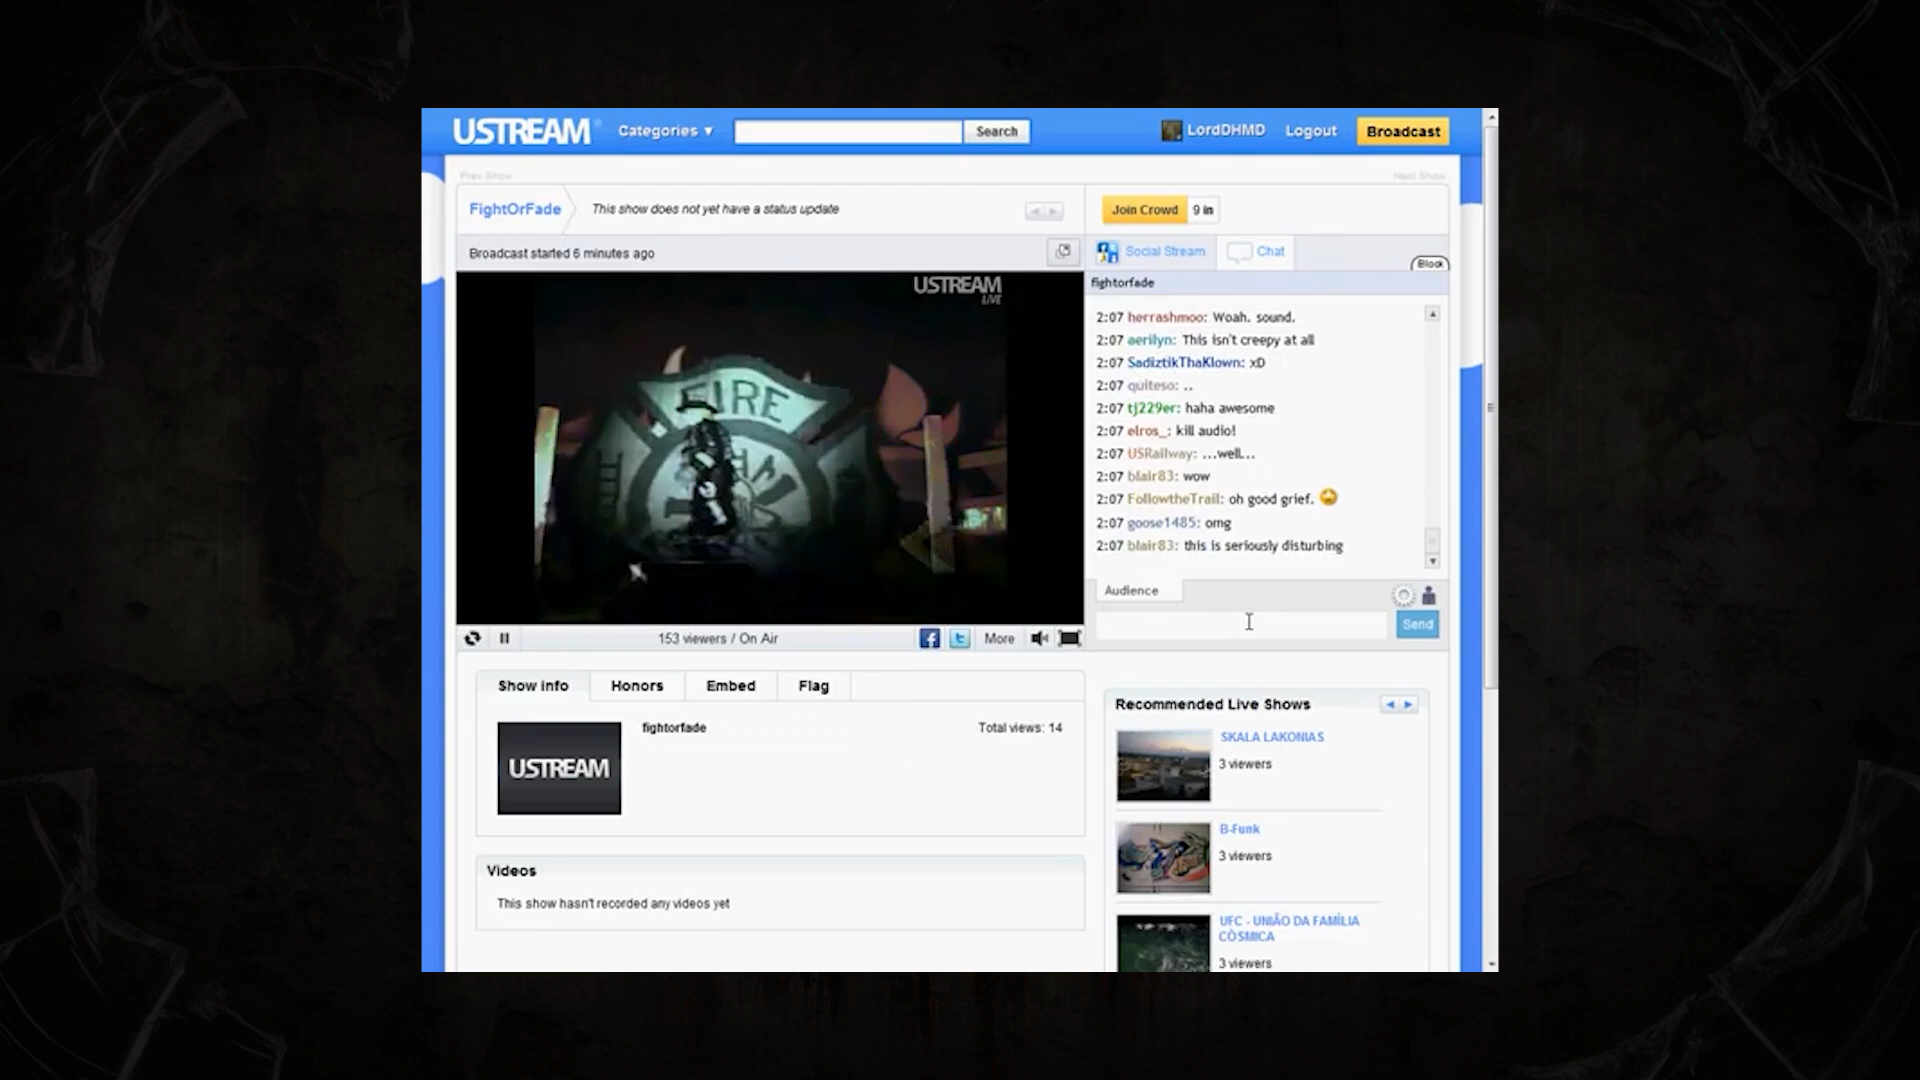 USTREAM
Categories ▼
Search
LordDHMD
Logout
Broadcast
Prev Show
Next Show
FightOrFade
This show does not yet have a status update
Join Crowd
9 in
Broadcast started 6 minutes ago
Social Stream
Chat
Block
fightorfade
USTREAM
LIVE
FIRE
2:07 herrashmoo: Woah. sound.
2:07 aerilyn: This isn't creepy at all
2:07 SadiztikThaKlown: xD
2:07 quiteso: ..
2:07 tj229er: haha awesome
2:07 elros_: kill audio!
2:07 USRailway: ...well...
2:07 blair83: wow
2:07 FollowtheTrail: oh good grief.
2:07 goose1485: omg
2:07 blair83: this is seriously disturbing
Audience
Send
153 viewers / On Air
More
Show info
Honors
Embed
Flag
USTREAM
fightorfade
Total views: 14
Videos
This show hasn't recorded any videos yet
Recommended Live Shows
SKALA LAKONIAS
3 viewers
B-Funk
3 viewers
UFC - UNIÃO DA FAMÍLIA
CÓSMICA
3 viewers